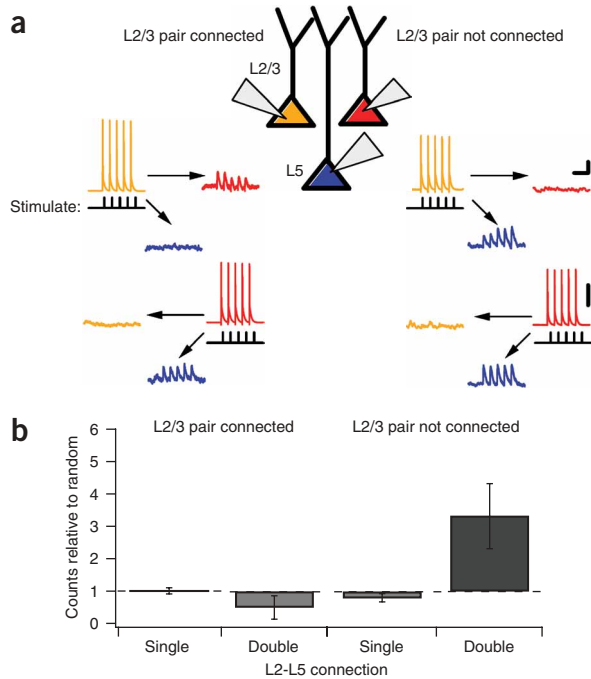 a
L2/3 pair connected
L2/3 pair not connected
L2/3
L5
Stimulate:
b
L2/3 pair connected
L2/3 pair not connected
Counts relative to random
6
5
4
3
2
1
0
Single
Double
Single
Double
L2-L5 connection